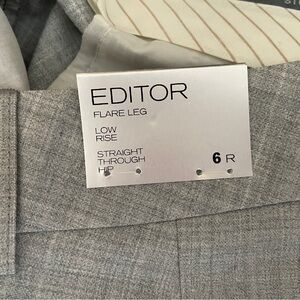 EDITOR
FLARE LEG
LOW
RISE
STRAIGHT
THROUGH
HIP
6 R